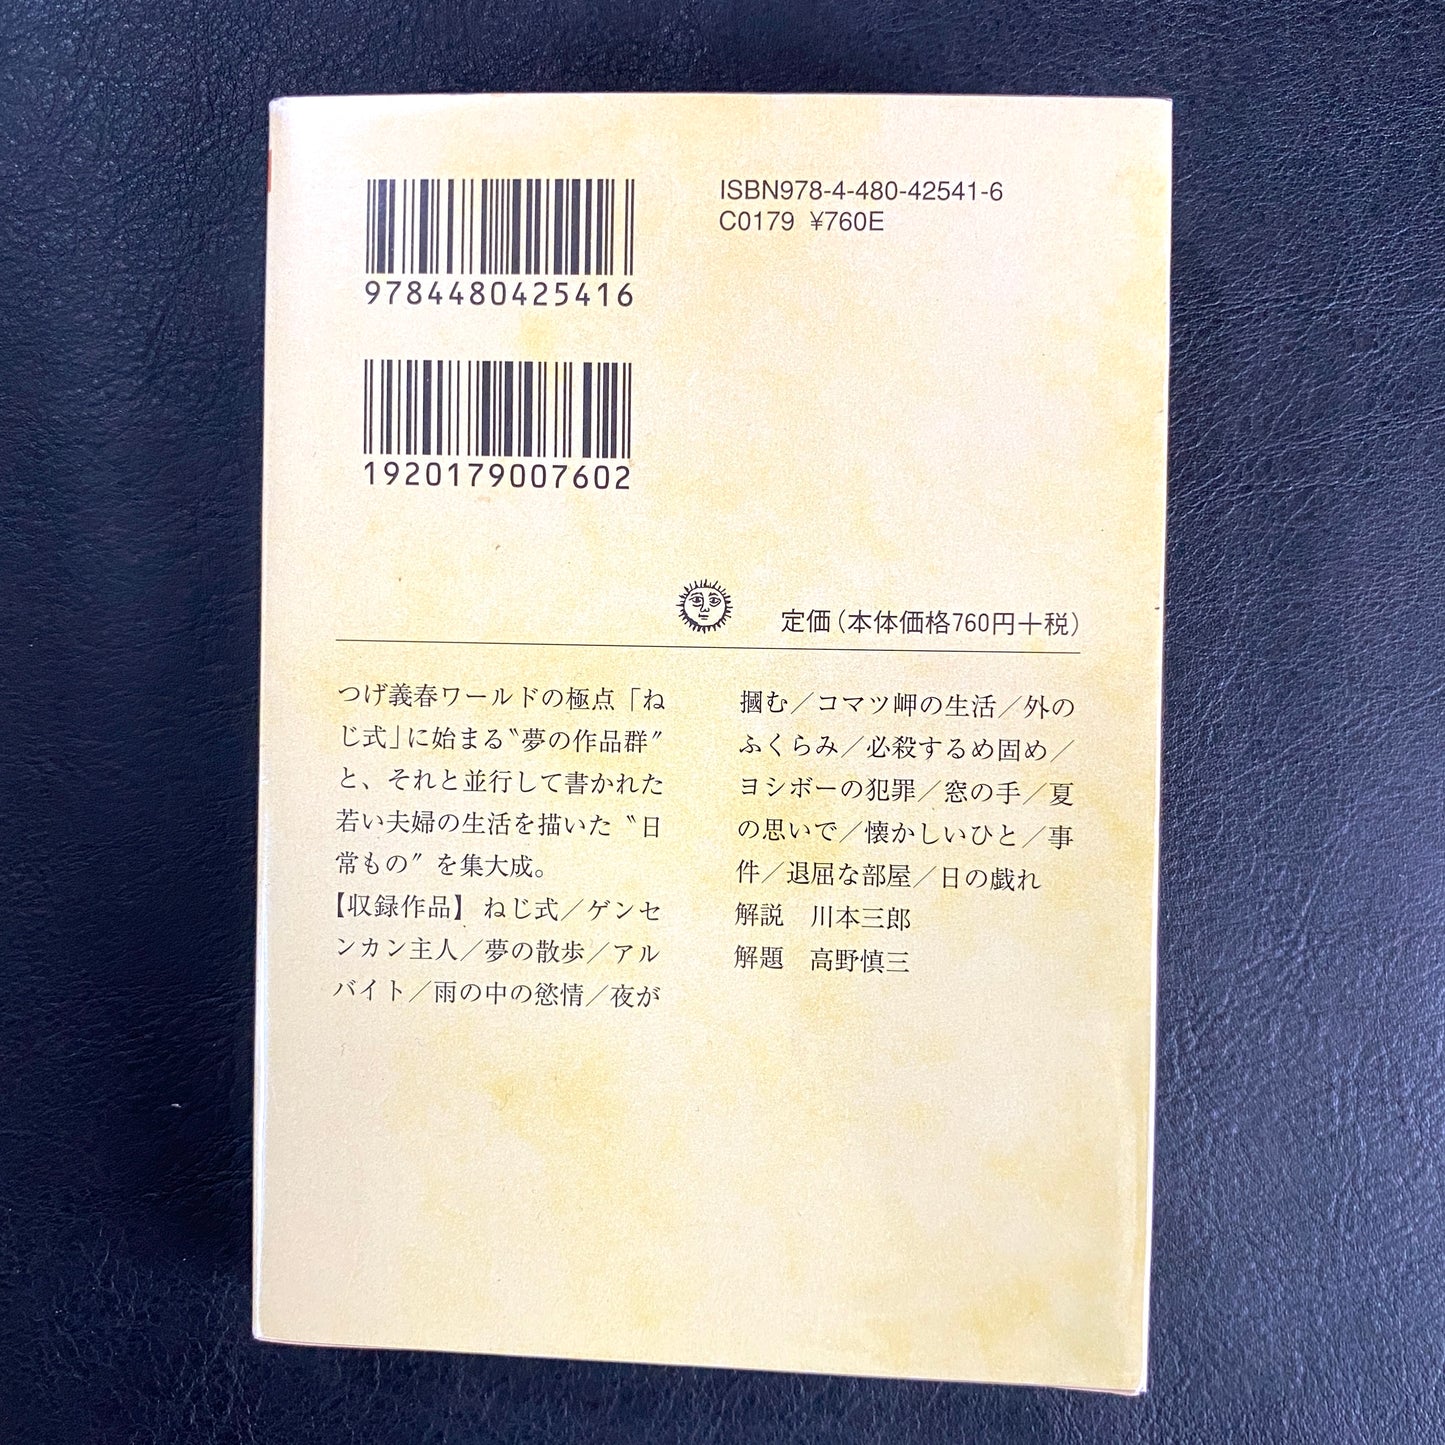 9784480425416
ISBN978-4-480-42541-6
C0179 ¥760E
1920179007602
定価(本体価格760円+税)
つげ義春ワールドの極点「ね
じ式」に始まる〝夢の作品群〟
と、それと並行して書かれた
若い夫婦の生活を描いた〝日
常もの〟を集大成。
【収録作品】ねじ式／ゲンセ
ンカン主人／夢の散歩／アル
バイト／雨の中の慾情／夜が
摑む／コマツ岬の生活／外の
ふくらみ／必殺するめ固め／
ヨシボーの犯罪／窓の手／夏
の思いで／懐かしいひと／事
件／退屈な部屋／日の戯れ
解説　川本三郎
解題　高野慎三